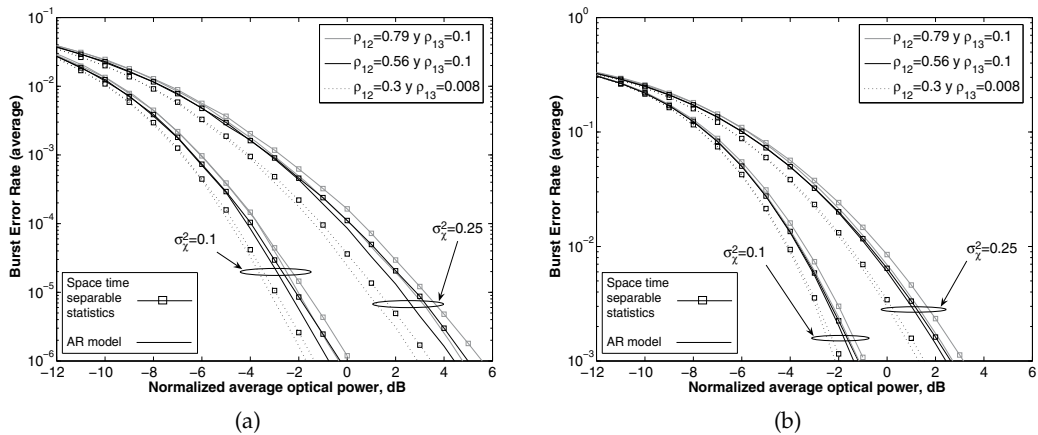 (a)
Burst Error Rate (average)
10⁻¹
10⁻²
10⁻³
10⁻⁴
10⁻⁵
10⁻⁶
ρ₁₂=0.79 y ρ₁₃=0.1
ρ₁₂=0.56 y ρ₁₃=0.1
ρ₁₂=0.3 y ρ₁₃=0.008
σ²χ=0.1
σ²χ=0.25
Space time
separable
statistics
AR model
−12 −10 −8 −6 −4 −2 0 2 4 6
Normalized average optical power, dB
(a)
(b)
Burst Error Rate (average)
10⁰
10⁻¹
10⁻²
10⁻³
ρ₁₂=0.79 y ρ₁₃=0.1
ρ₁₂=0.56 y ρ₁₃=0.1
ρ₁₂=0.3 y ρ₁₃=0.008
σ²χ=0.1
σ²χ=0.25
Space time
separable
statistics
AR model
−12 −10 −8 −6 −4 −2 0 2 4 6
Normalized average optical power, dB
(b)